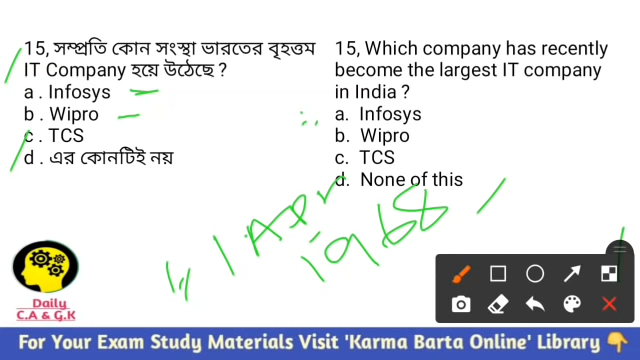 15, সম্প্রতি কোন সংস্থা ভারতের বৃহত্তম
IT Company হয়ে উঠেছে ?
a . Infosys
b . Wipro
c . TCS
d . এর কোনটিই নয়
15, Which company has recently
become the largest IT company
in India ?
a. Infosys
b. Wipro
c. TCS
d. None of this
1 Apr
1968
Daily
C.A & G.K
For Your Exam Study Materials Visit 'Karma Barta Online' Library 👇